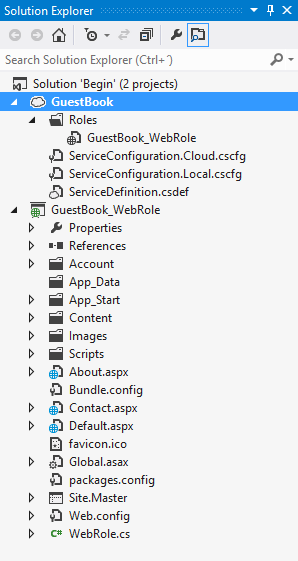 Solution Explorer
Search Solution Explorer (Ctrl+´)
Solution 'Begin' (2 projects)
GuestBook
Roles
GuestBook_WebRole
ServiceConfiguration.Cloud.cscfg
ServiceConfiguration.Local.cscfg
ServiceDefinition.csdef
GuestBook_WebRole
Properties
References
Account
App_Data
App_Start
Content
Images
Scripts
About.aspx
Bundle.config
Contact.aspx
Default.aspx
favicon.ico
Global.asax
packages.config
Site.Master
Web.config
C# WebRole.cs